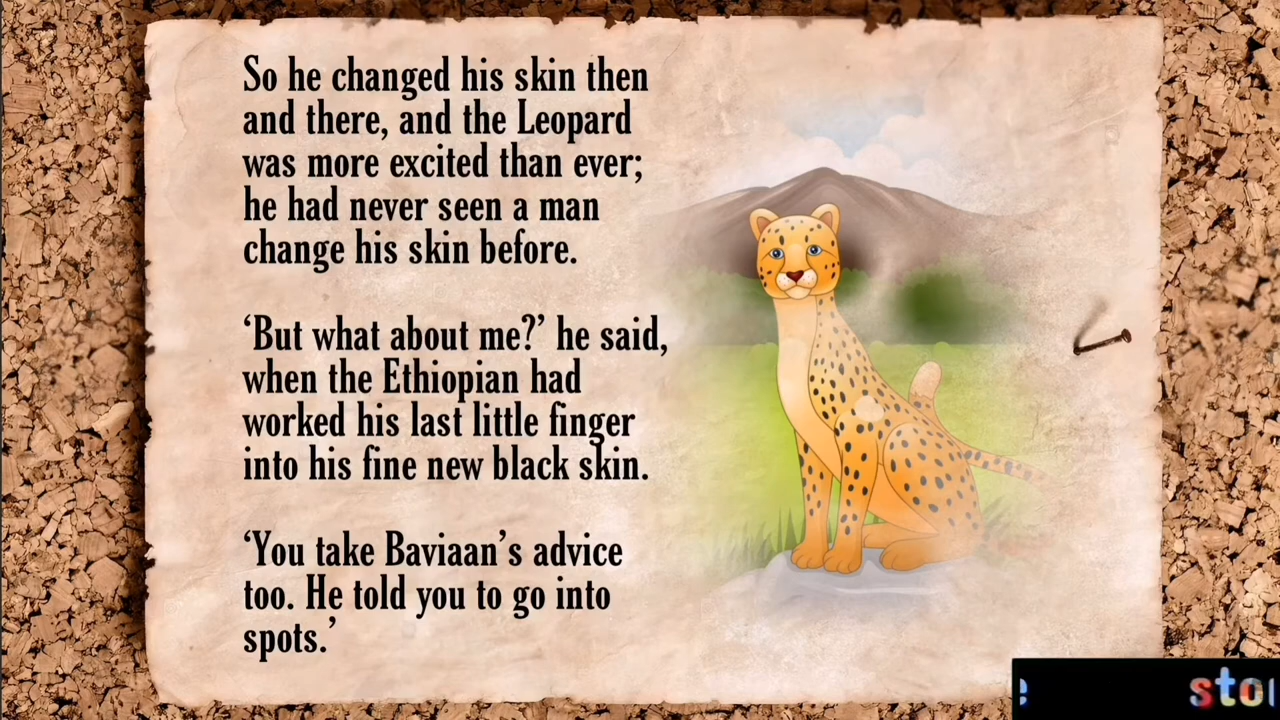 So he changed his skin then
and there, and the Leopard
was more excited than ever;
he had never seen a man
change his skin before.
‘But what about me?’ he said,
when the Ethiopian had
worked his last little finger
into his fine new black skin.
‘You take Baviaan’s advice
too. He told you to go into
spots.’